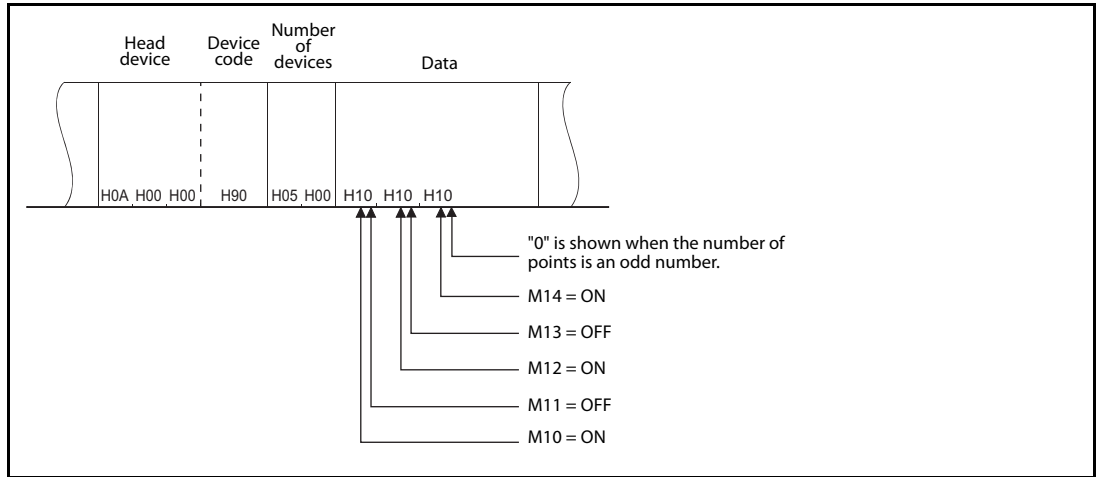 Head
device
Device
code
Number
of
devices
Data
H0A H00 H00 H90 H05 H00 H10 H10 H10
"0" is shown when the number of
points is an odd number.
M14 = ON
M13 = OFF
M12 = ON
M11 = OFF
M10 = ON